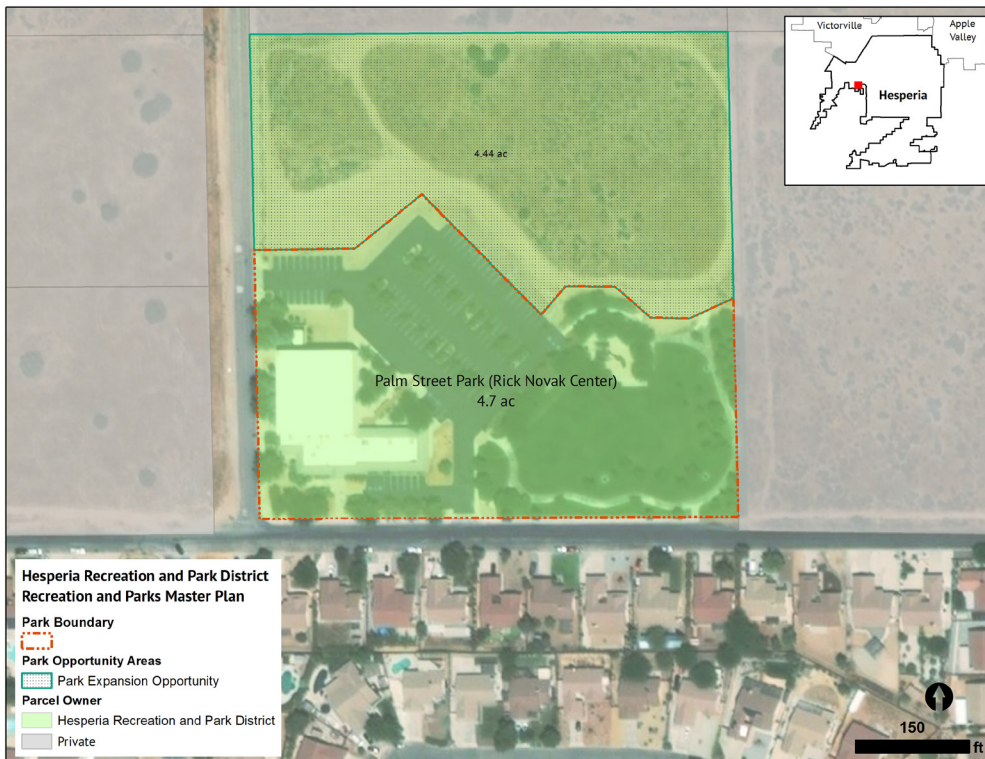 Victorville
Apple
Valley
Hesperia
4.44 ac
Palm Street Park (Rick Novak Center)
4.7 ac
Hesperia Recreation and Park District
Recreation and Parks Master Plan
Park Boundary
Park Opportunity Areas
Park Expansion Opportunity
Parcel Owner
Hesperia Recreation and Park District
Private
150
ft